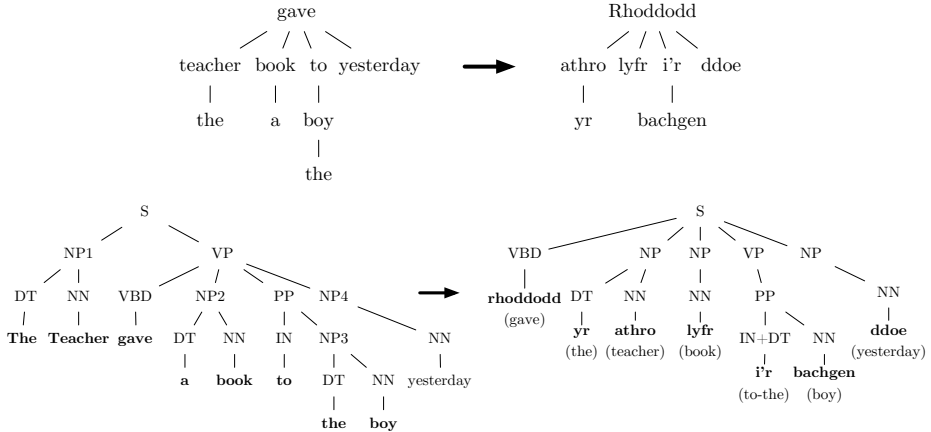 gave Rhoddodd
teacher book to yesterday athro lyfr i'r ddoe
the a boy yr bachgen
the
S S
NP1 VP VBD NP NP VP NP
DT NN VBD NP2 PP NP4 rhoddodd DT NN NN PP NN
(gave)
The Teacher gave DT NN IN NP3 NN yr athro lyfr IN+DT NN ddoe
(the) (teacher) (book) (yesterday)
a book to DT NN yesterday i'r bachgen
(to-the) (boy)
the boy